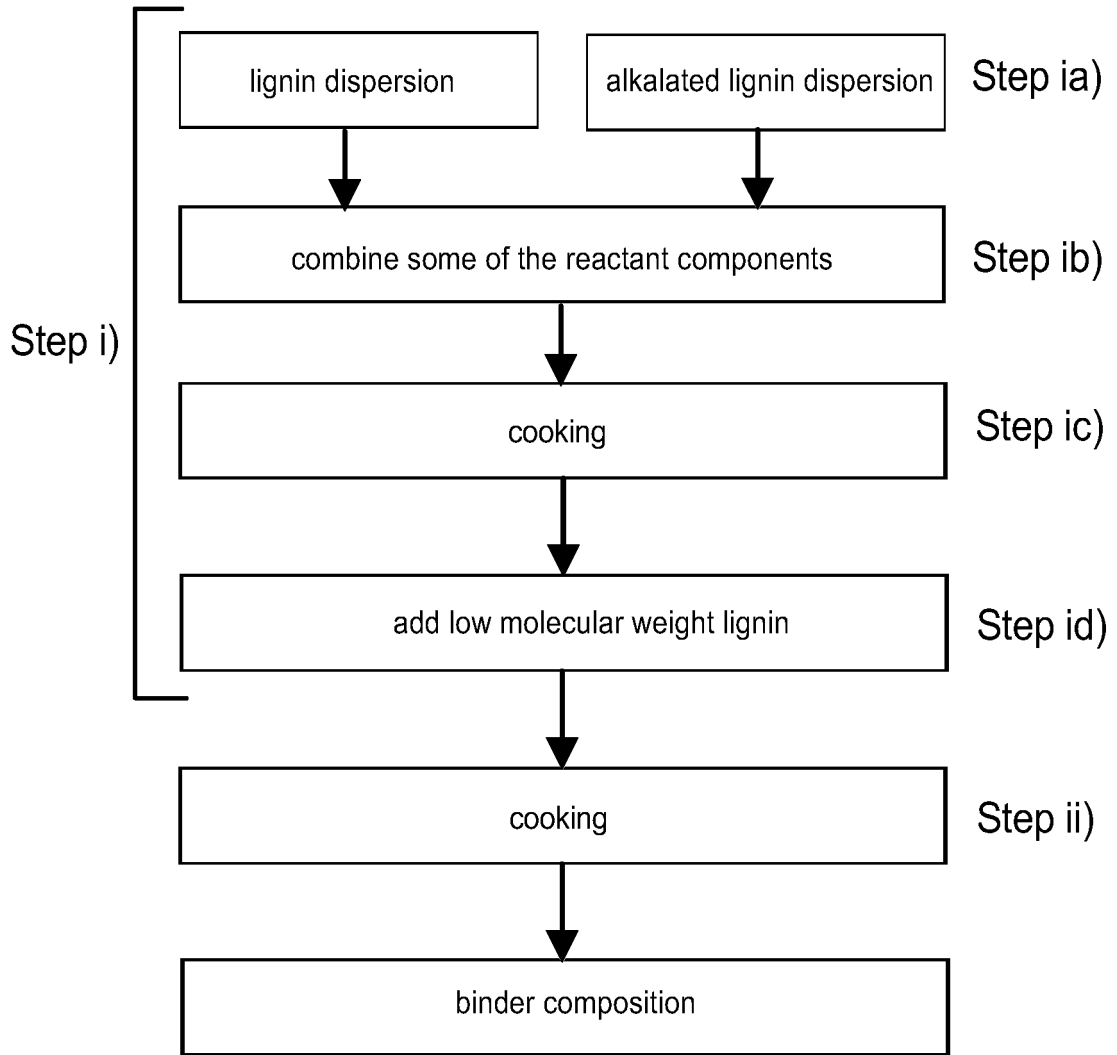 lignin dispersion
alkalated lignin dispersion
Step ia)
combine some of the reactant components
Step ib)
Step i)
cooking
Step ic)
add low molecular weight lignin
Step id)
cooking
Step ii)
binder composition